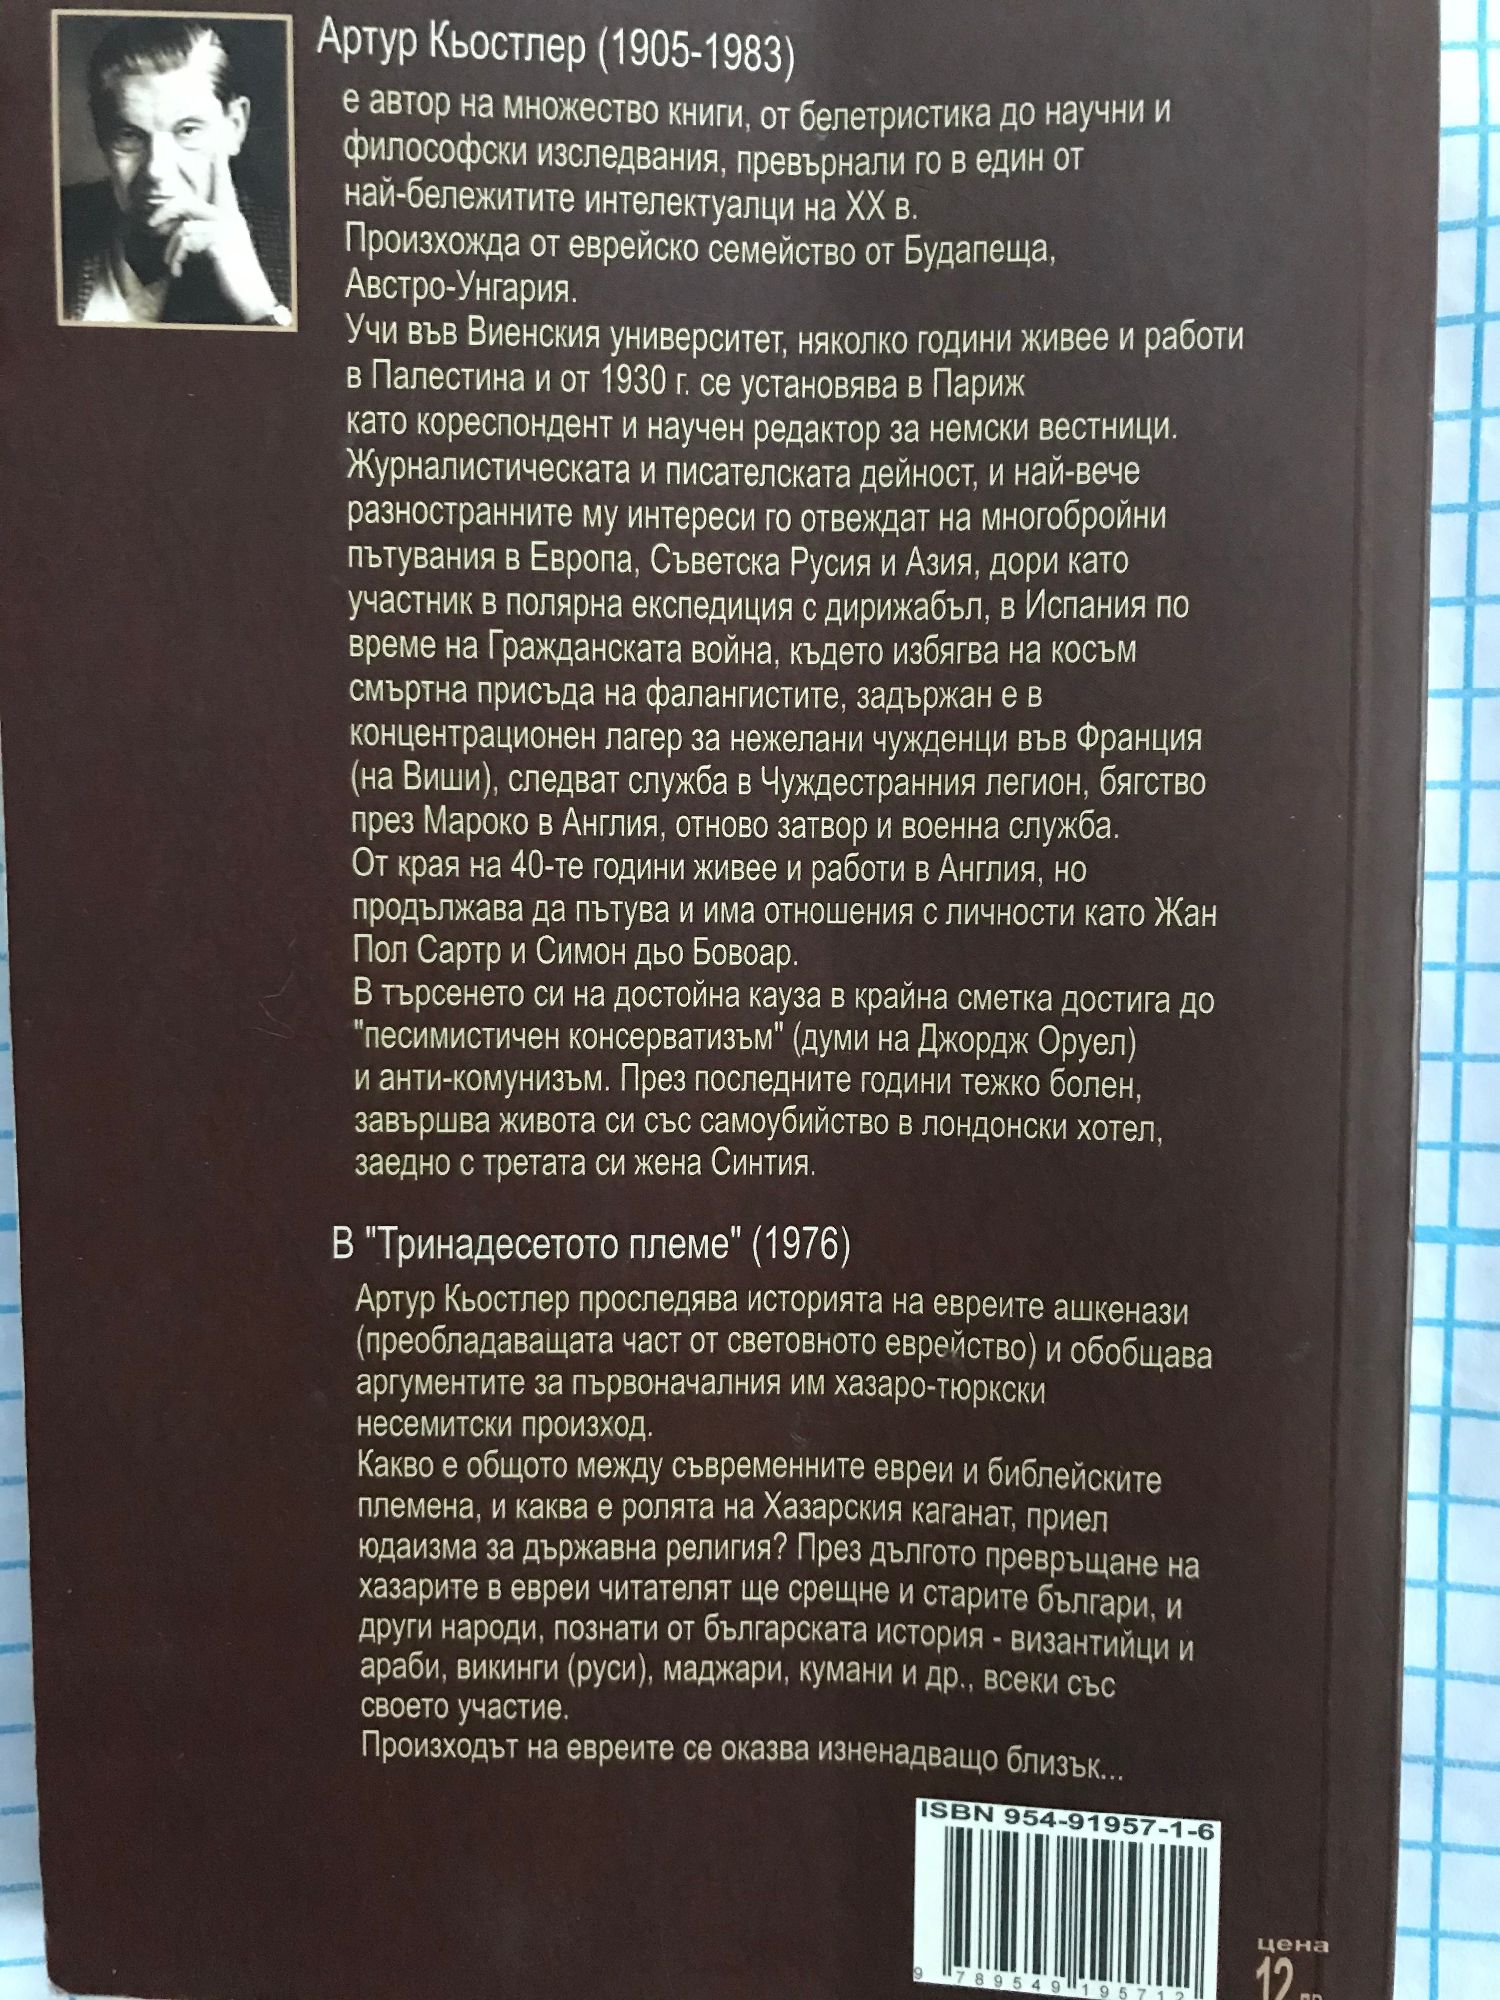 Артур Кьостлер (1905-1983)
е автор на множество книги, от белетристика до научни и
философски изследвания, превърнали го в един от
най-бележитите интелектуалци на XX в.
Произхожда от еврейско семейство от Будапеща,
Австро-Унгария.
Учи във Виенския университет, няколко години живее и работи
в Палестина и от 1930 г. се установява в Париж
като кореспондент и научен редактор за немски вестници.
Журналистическата и писателската дейност, и най-вече
разностранните му интереси го отвеждат на многобройни
пътувания в Европа, Съветска Русия и Азия, дори като
участник в полярна експедиция с дирижабъл, в Испания по
време на Гражданската война, където избягва на косъм
смъртна присъда на фалангистите, задържан е в
концентрационен лагер за нежелани чужденци във Франция
(на Виши), следват служба в Чуждестранния легион, бягство
през Мароко в Англия, отново затвор и военна служба.
От края на 40-те години живее и работи в Англия, но
продължава да пътува и има отношения с личности като Жан
Пол Сартр и Симон дьо Бовоар.
В търсенето си на достойна кауза в крайна сметка достига до
"песимистичен консерватизъм" (думи на Джордж Оруел)
и анти-комунизъм. През последните години тежко болен,
завършва живота си със самоубийство в лондонски хотел,
заедно с третата си жена Синтия.
В "Тринадесетото племе" (1976)
Артур Кьостлер проследява историята на евреите ашкенази
(преобладаващата част от световното еврейство) и обобщава
аргументите за първоначалния им хазаро-тюркски
несемитски произход.
Какво е общото между съвременните евреи и библейските
племена, и каква е ролята на Хазарския каганат, приел
юдаизма за държавна религия? През дългото превръщане на
хазарите в евреи читателят ще срещне и старите българи, и
други народи, познати от българската история - византийци и
араби, викинги (руси), маджари, кумани и др., всеки със
своето участие.
Произходът на евреите се оказва изненадващо близък...
ISBN 954-91957-1-6
9 789549 195712
цена
12